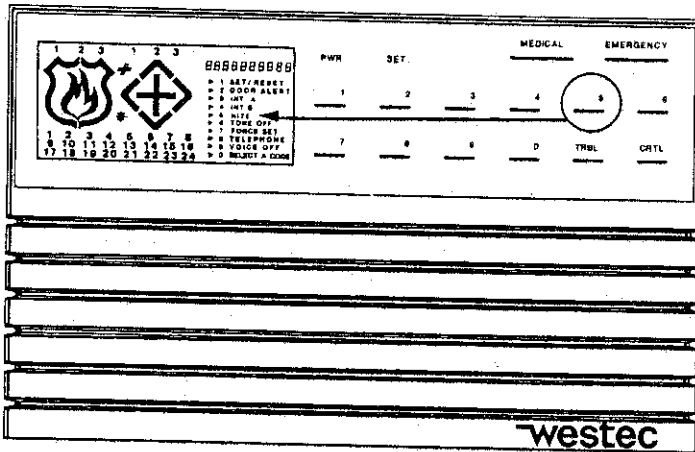 1 2 3 1 2 3
8888888888
1 SET/RESET
2 DOOR ALERT
3 INT A
4 INT B
5 NITE
6 TONE OFF
7 FORCE SET
8 TELEPHONE
9 VOICE OFF
0 SELECT A CODE
1 2 3 4 5 6 7 8
9 10 11 12 13 14 15 16
17 18 19 20 21 22 23 24
PWR SET MEDICAL EMERGENCY
1 2 3 4 5 6
7 8 9 0 TRBL CRTL
westec